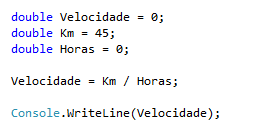 double Velocidade = 0;
double Km = 45;
double Horas = 0;
Velocidade = Km / Horas;
Console.WriteLine(Velocidade);